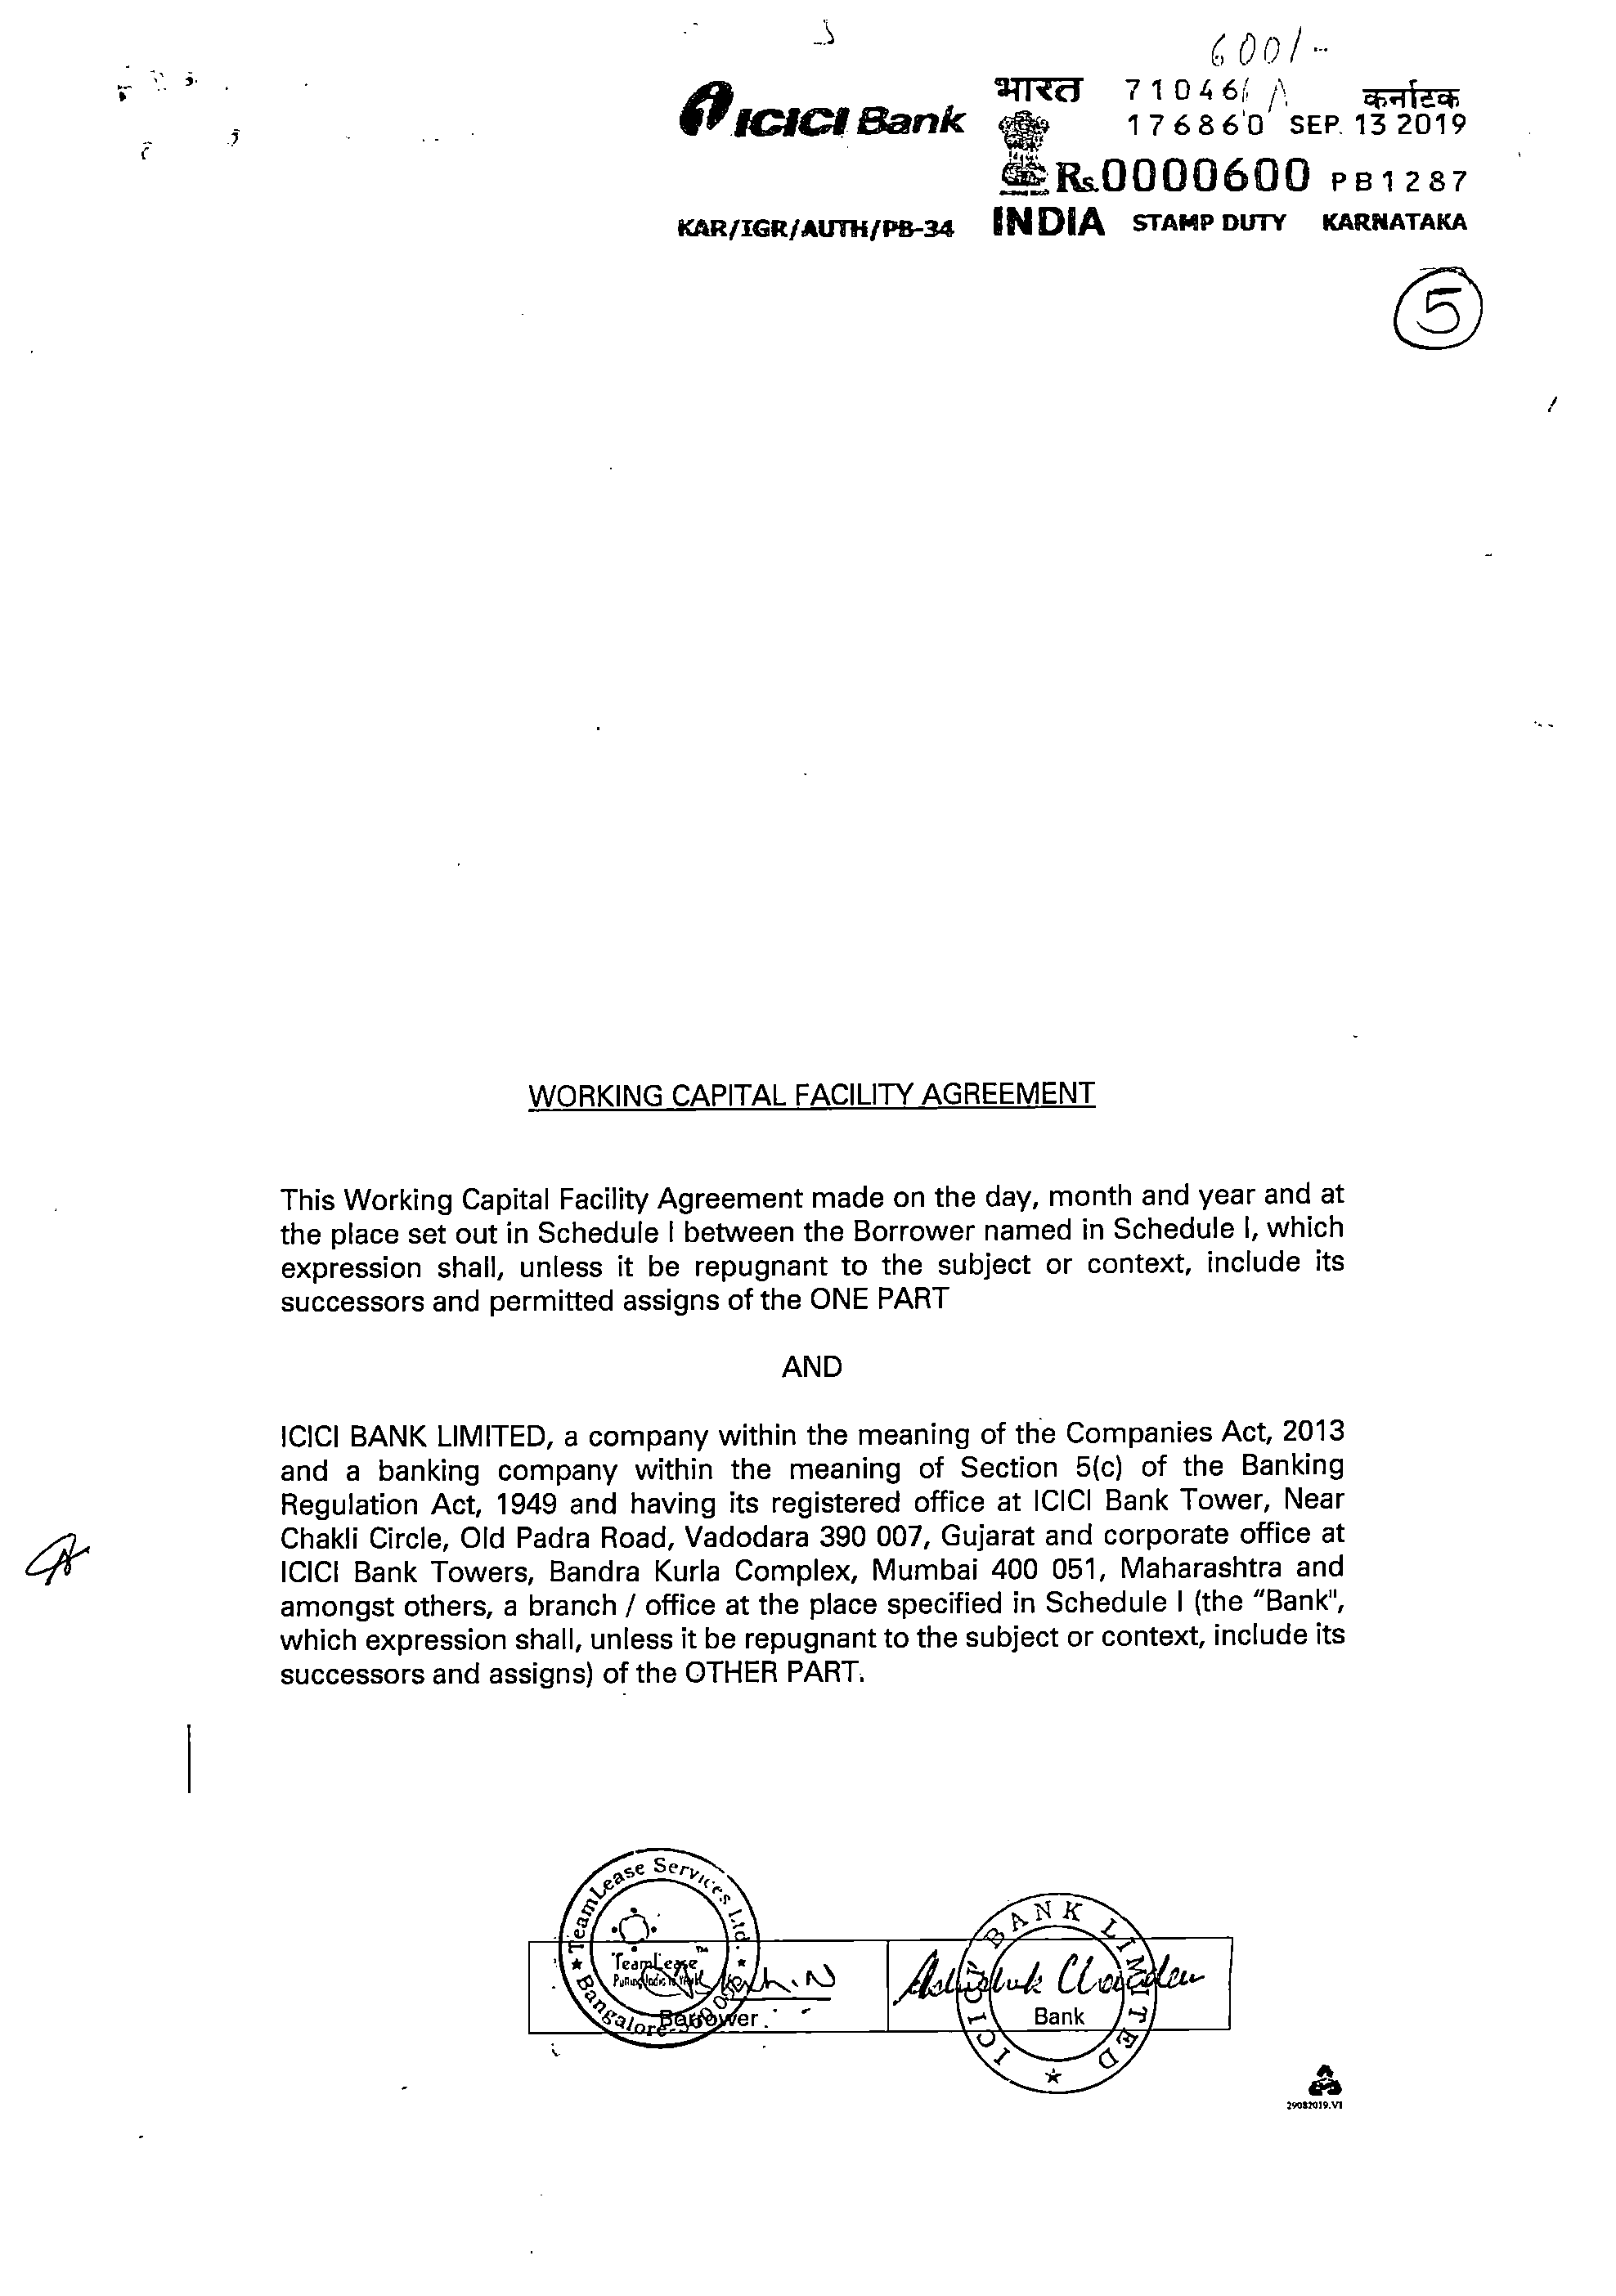 600/-
ICICI Bank
भारत 71046 कर्नाटक
176860 SEP. 13 2019
Rs.0000600 PB1287
KAR/IGR/AUTH/PB-34 INDIA STAMP DUTY KARNATAKA
5
WORKING CAPITAL FACILITY AGREEMENT
This Working Capital Facility Agreement made on the day, month and year and at
the place set out in Schedule I between the Borrower named in Schedule I, which
expression shall, unless it be repugnant to the subject or context, include its
successors and permitted assigns of the ONE PART
AND
ICICI BANK LIMITED, a company within the meaning of the Companies Act, 2013
and a banking company within the meaning of Section 5(c) of the Banking
Regulation Act, 1949 and having its registered office at ICICI Bank Tower, Near
Chakli Circle, Old Padra Road, Vadodara 390 007, Gujarat and corporate office at
ICICI Bank Towers, Bandra Kurla Complex, Mumbai 400 051, Maharashtra and
amongst others, a branch / office at the place specified in Schedule I (the "Bank",
which expression shall, unless it be repugnant to the subject or context, include its
successors and assigns) of the OTHER PART.
TeamLease Services Ltd.
TeamLease™
Bangalore
Borrower
ICICI BANK LIMITED
Bank
29082019.V1